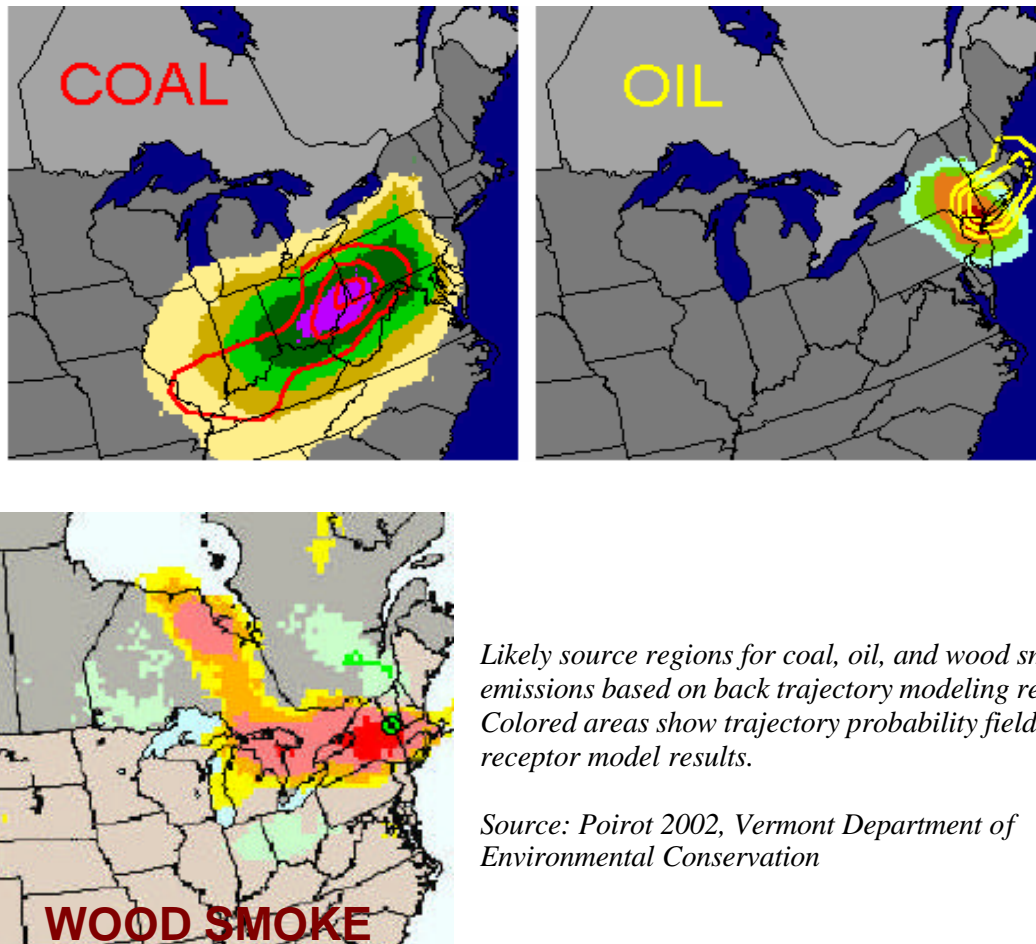 COAL
OIL
WOOD SMOKE
Likely source regions for coal, oil, and wood
emissions based on back trajectory modeling
Colored areas show trajectory probability field
receptor model results.
Source: Poirot 2002, Vermont Department of
Environmental Conservation